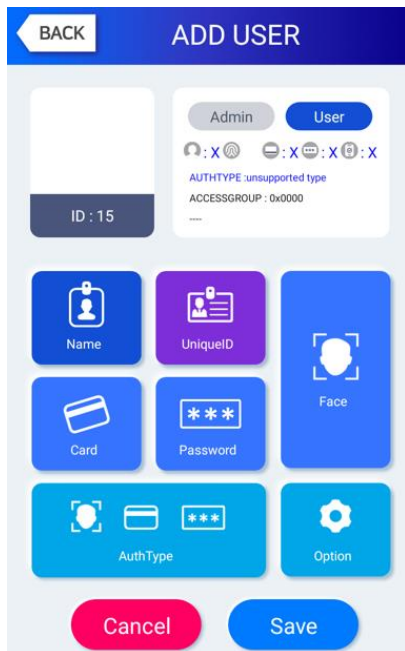 BACK ADD USER
Admin User
: X : X : X : X
AUTHTYPE :unsupported type
ACCESSGROUP : 0x0000
----
ID : 15
Name UniqueID
Face
Card Password
***
***
AuthType Option
Cancel Save